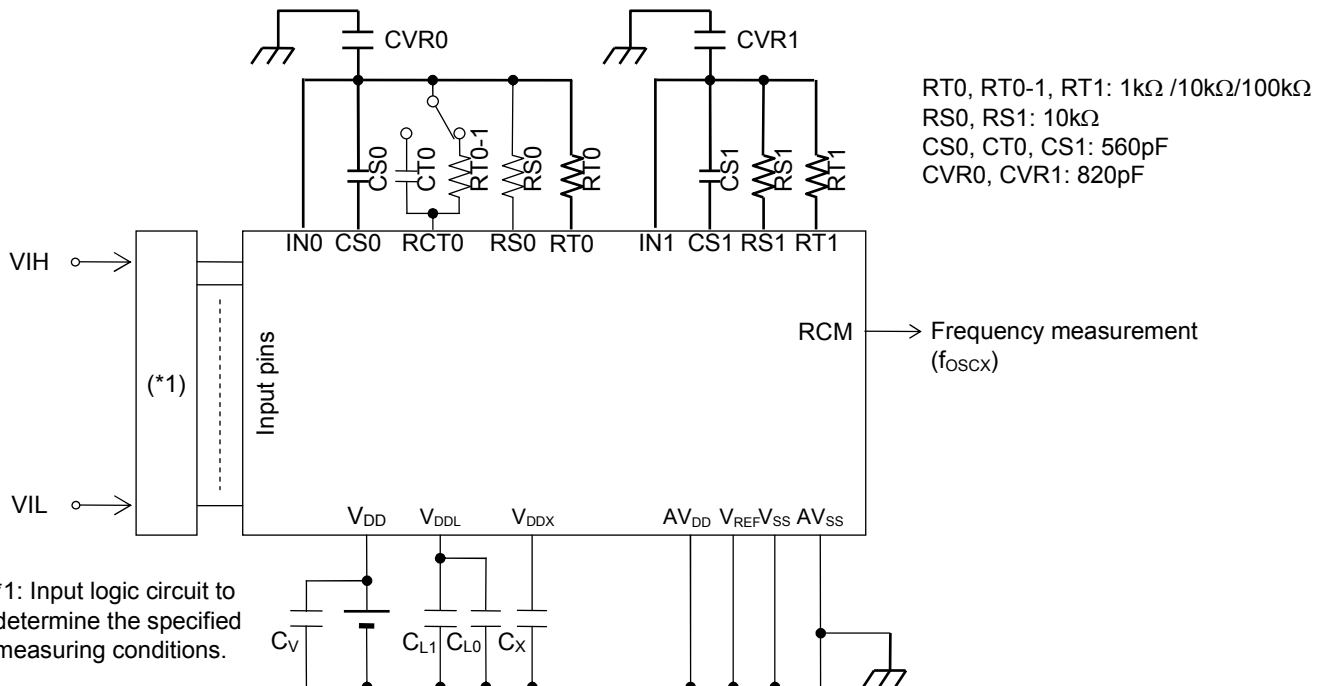 CVR0
CVR1
RT0, RT0-1, RT1: 1kΩ /10kΩ/100kΩ
RS0, RS1: 10kΩ
CS0, CT0, CS1: 560pF
CVR0, CVR1: 820pF
CS0
CT0
RT0-1
RS0
RT0
CS1
RS1
RT1
IN0 CS0 RCT0 RS0 RT0
IN1 CS1 RS1 RT1
VIH
(*1)
Input pins
RCM
Frequency measurement
(fOSCX)
VIL
VDD VDDL VDDX
AVDD VREF VSS AVSS
*1: Input logic circuit to
determine the specified
measuring conditions.
CV
CL1 CL0 CX